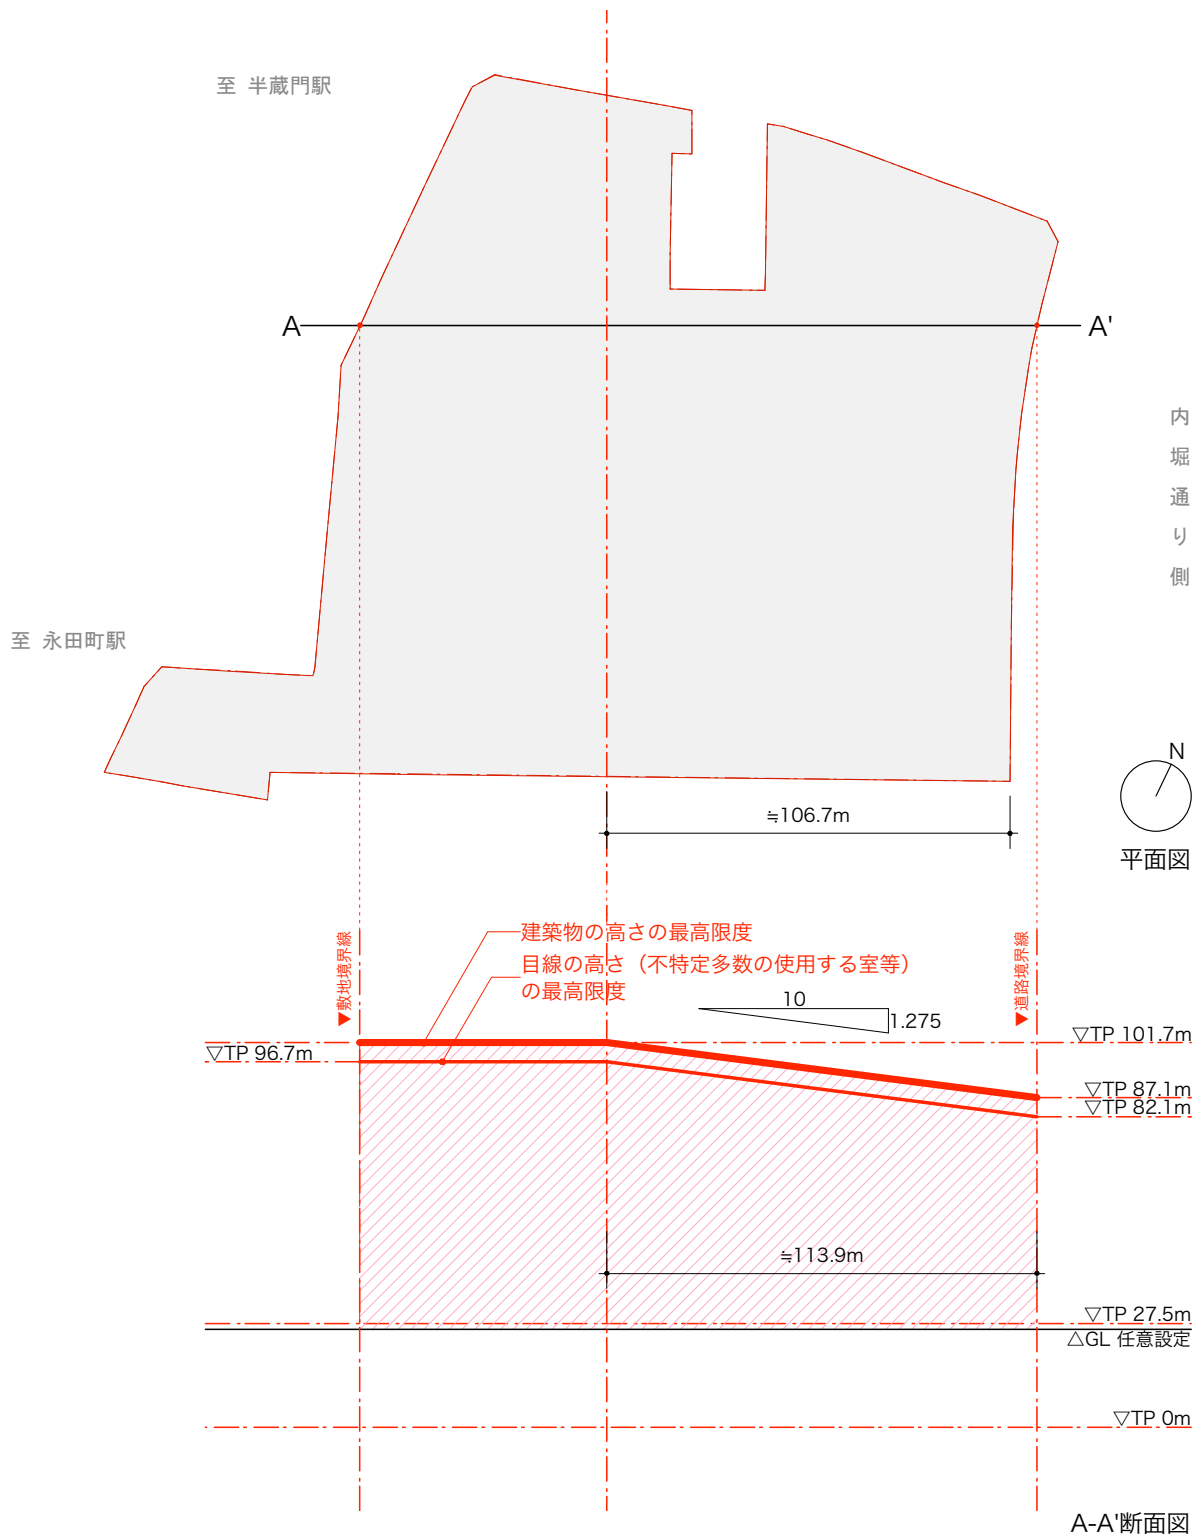 至 半蔵門駅
A
A'
内堀通り側
至 永田町駅
N
≒106.7m
平面図
建築物の高さの最高限度
目線の高さ（不特定多数の使用する室等）
の最高限度
▼敷地境界線
▼道路境界線
10
1.275
▽TP 101.7m
▽TP 96.7m
▽TP 87.1m
▽TP 82.1m
≒113.9m
▽TP 27.5m
△GL 任意設定
▽TP 0m
A-A'断面図